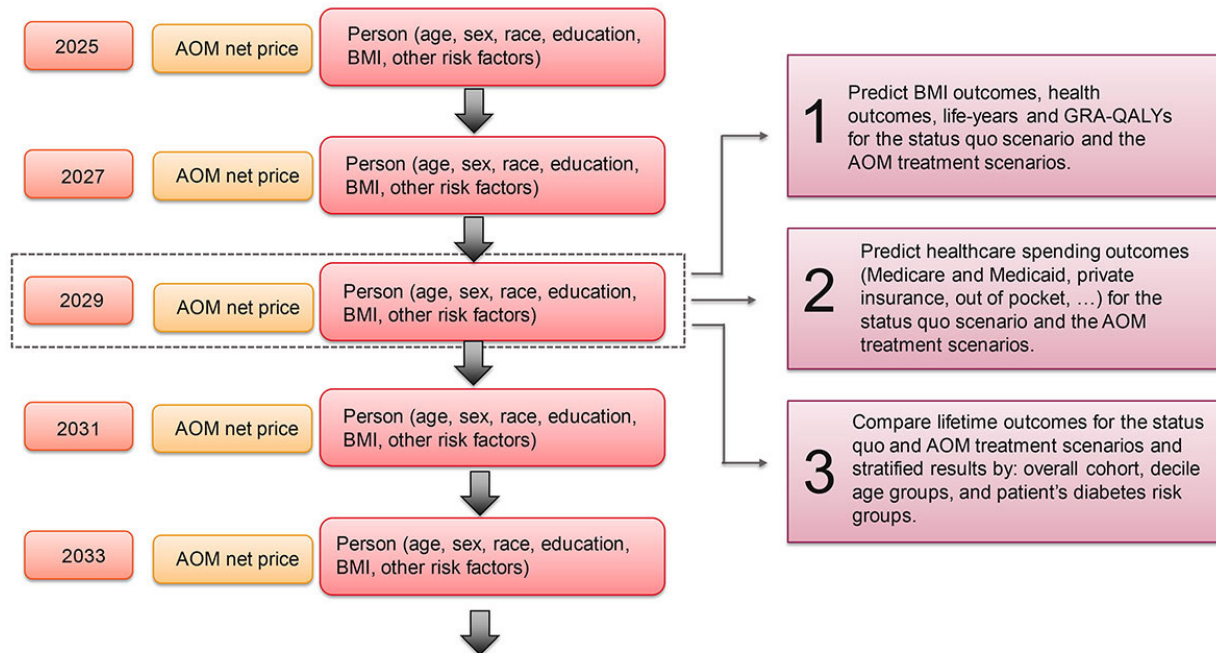 2025
AOM net price
Person (age, sex, race, education,
BMI, other risk factors)
2027
AOM net price
Person (age, sex, race, education,
BMI, other risk factors)
2029
AOM net price
Person (age, sex, race, education,
BMI, other risk factors)
2031
AOM net price
Person (age, sex, race, education,
BMI, other risk factors)
2033
AOM net price
Person (age, sex, race, education,
BMI, other risk factors)
1
Predict BMI outcomes, health
outcomes, life-years and GRA-QALYs
for the status quo scenario and the
AOM treatment scenarios.
2
Predict healthcare spending outcomes
(Medicare and Medicaid, private
insurance, out of pocket, ...) for the
status quo scenario and the AOM
treatment scenarios.
3
Compare lifetime outcomes for the status
quo and AOM treatment scenarios and
stratified results by: overall cohort, decile
age groups, and patient's diabetes risk
groups.